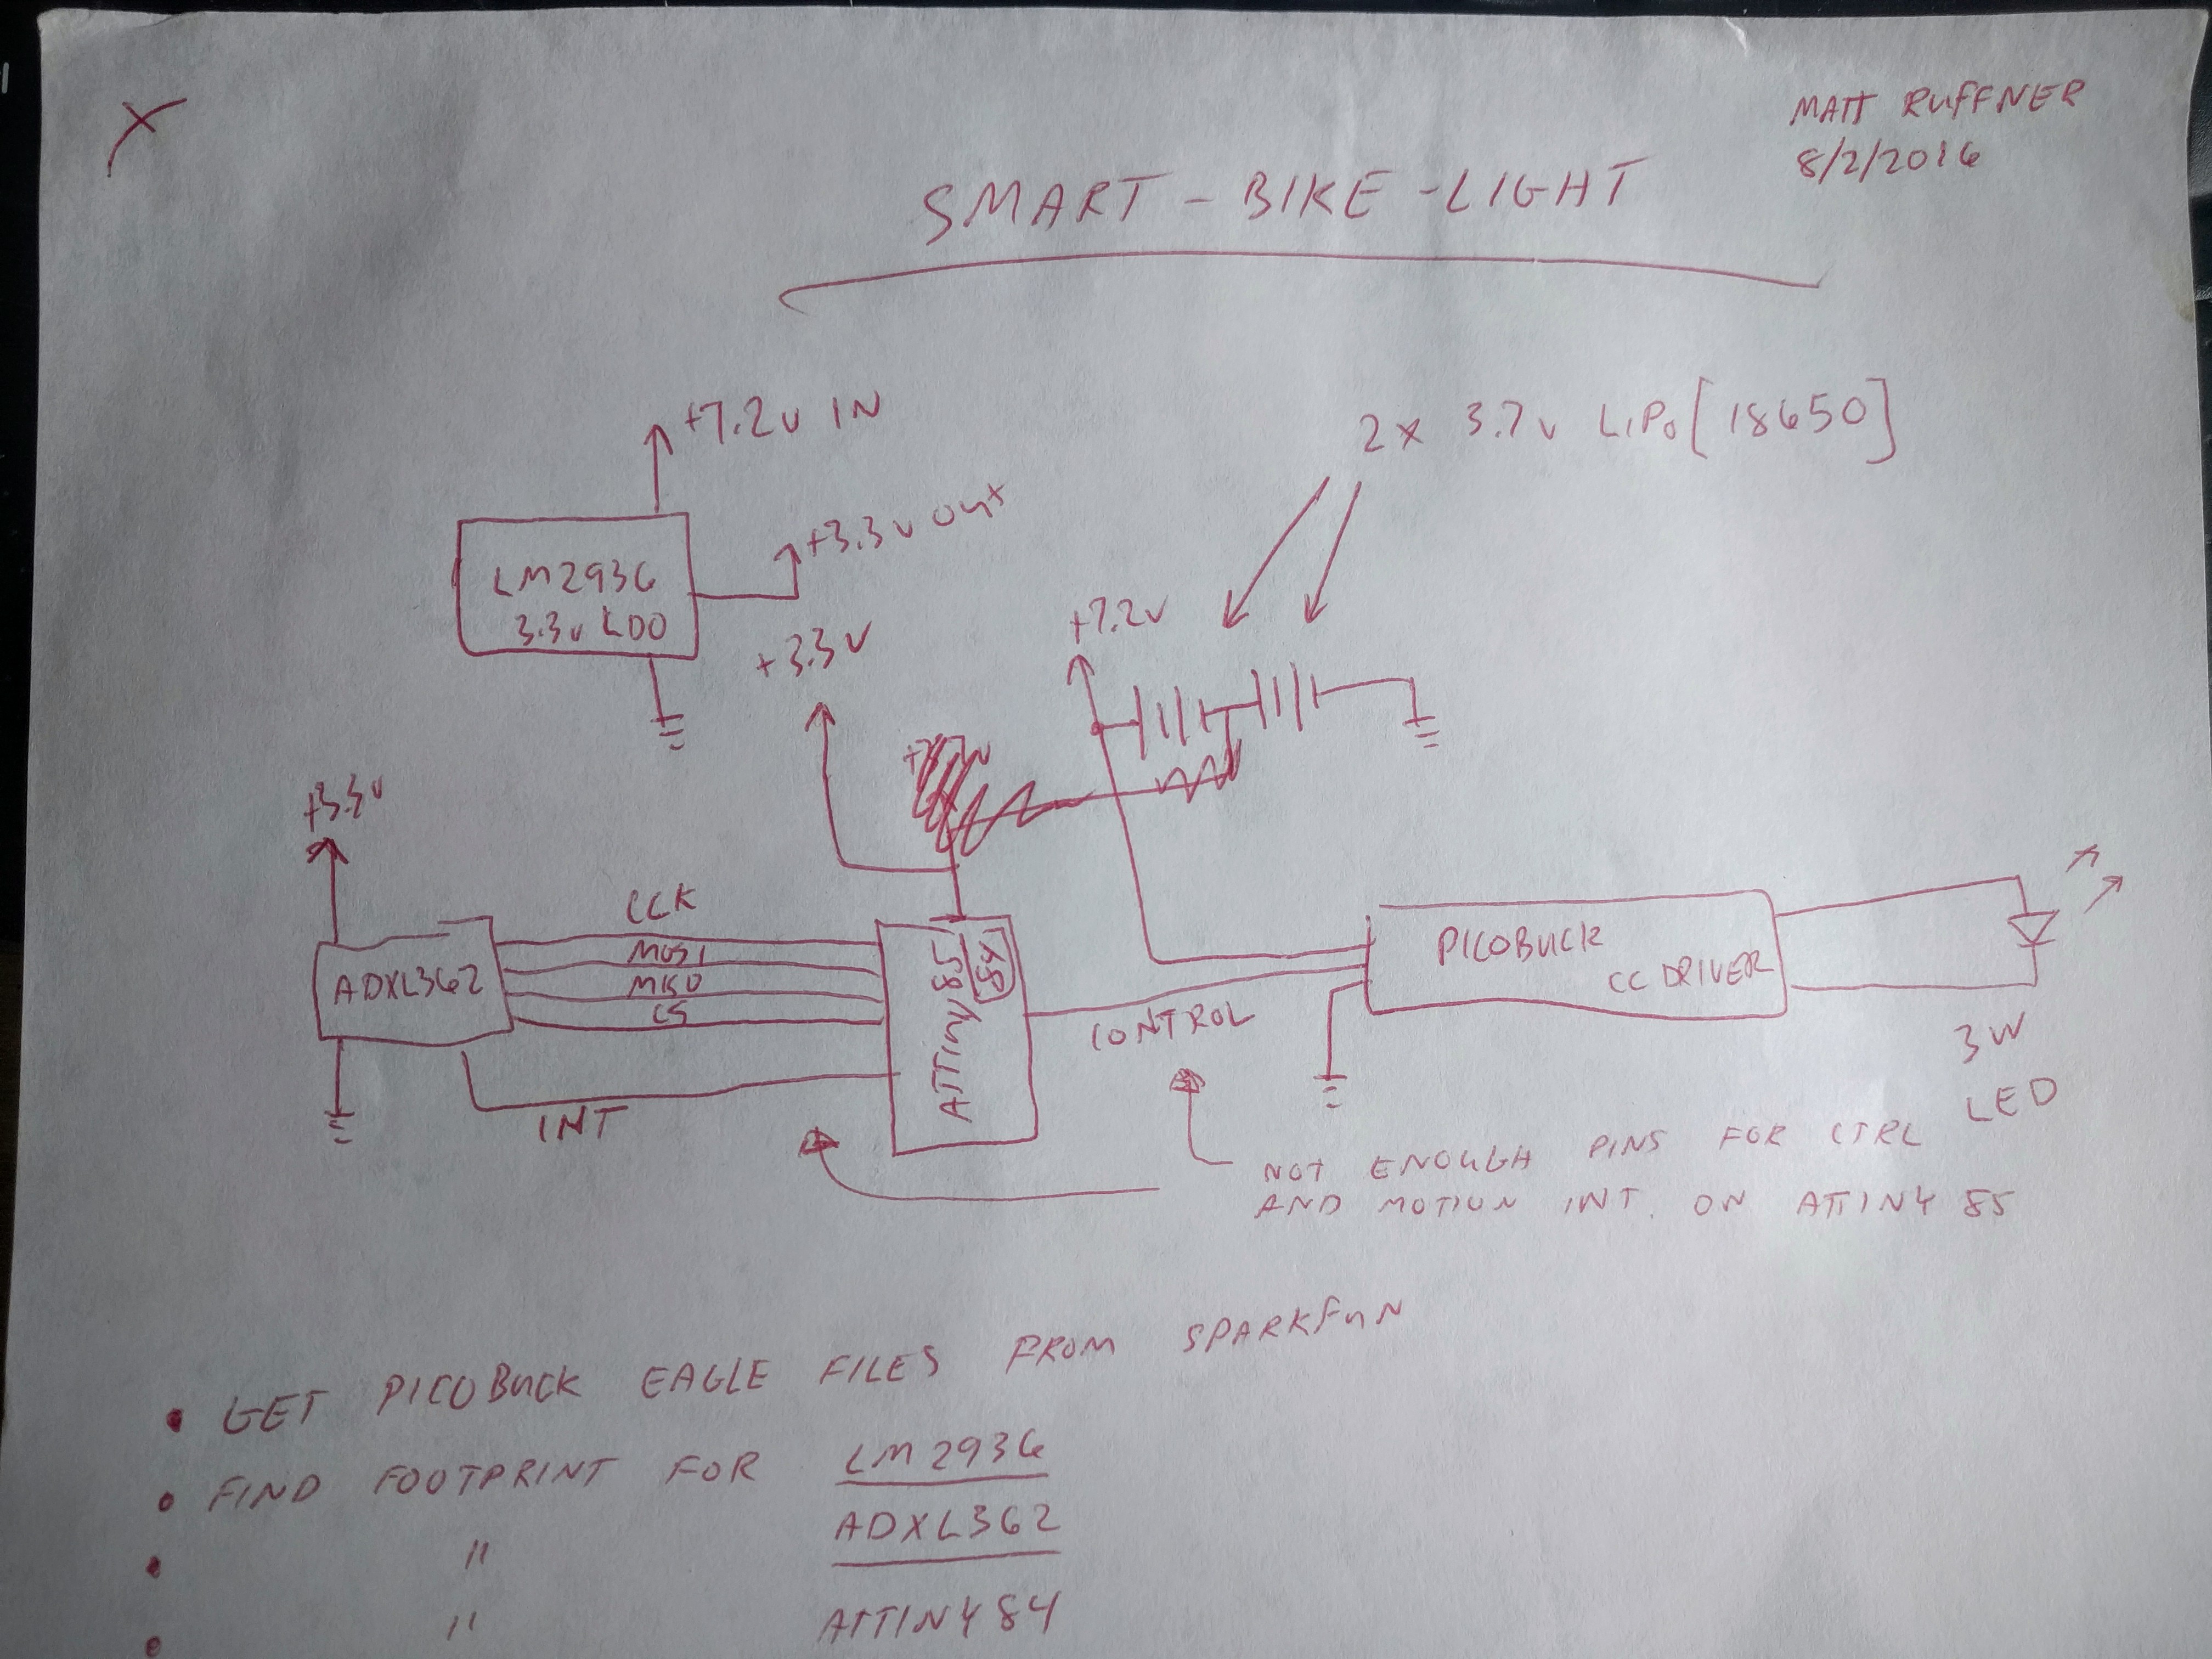 MATT RUFFNER
8/2/2016
SMART - BIKE - LIGHT
+7.2v IN
2x 3.7v LiPo [18650]
+3.3v out
LM2936
3.3v LDO
+7.2v
+3.3V
+3.3v
CLK
MOSI
MISO
CS
INT
ADXL362
ATTiny85
84
CONTROL
PICOBUCK
CC DRIVER
3W
LED
NOT ENOUGH PINS FOR CTRL
AND MOTION INT. ON ATTINY 85
• GET PICOBUCK EAGLE FILES FROM SPARKFUN
• FIND FOOTPRINT FOR LM2936
• " ADXL362
• " ATTINY84